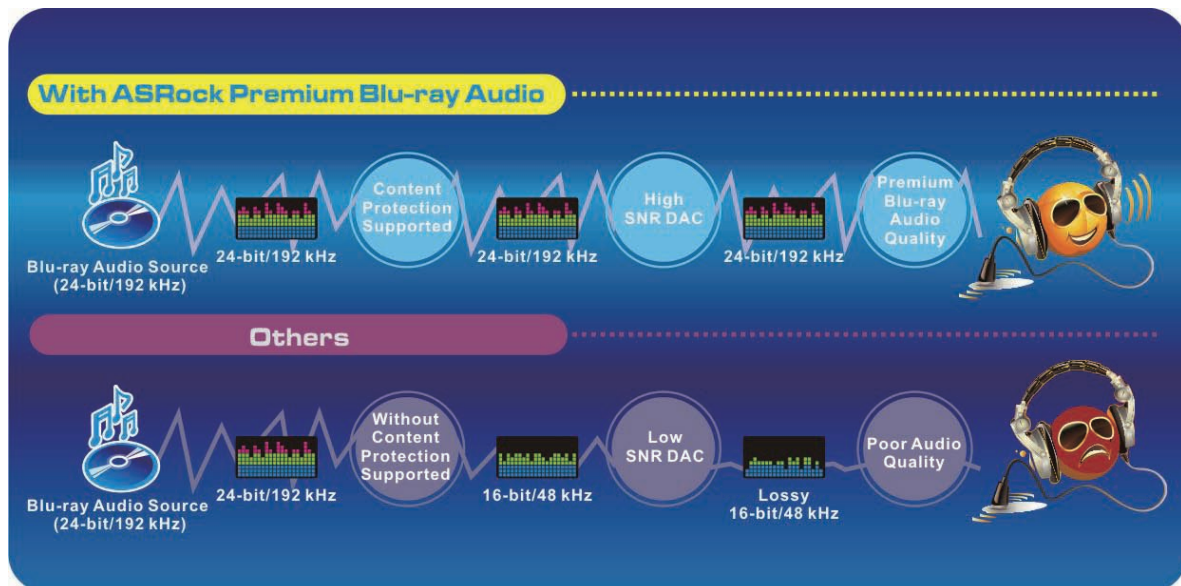 With ASRock Premium Blu-ray Audio
Content
Protection
Supported
High
SNR DAC
Premium
Blu-ray
Audio
Quality
24-bit/192 kHz
24-bit/192 kHz
24-bit/192 kHz
Blu-ray Audio Source
(24-bit/192 kHz)
Others
Without
Content
Protection
Supported
Low
SNR DAC
Poor Audio
Quality
24-bit/192 kHz
16-bit/48 kHz
Lossy
16-bit/48 kHz
Blu-ray Audio Source
(24-bit/192 kHz)